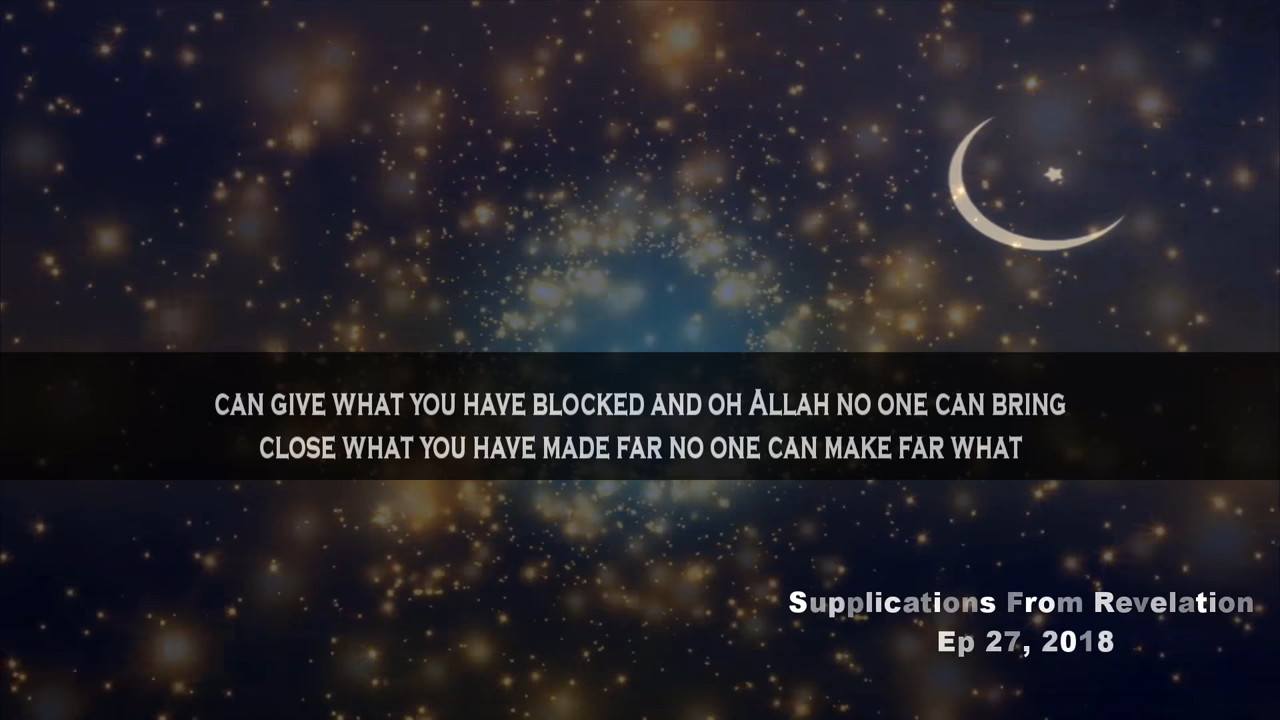 can give what you have blocked and oh Allah no one can bring
close what you have made far no one can make far what
Supplications From Revelation
Ep 27, 2018